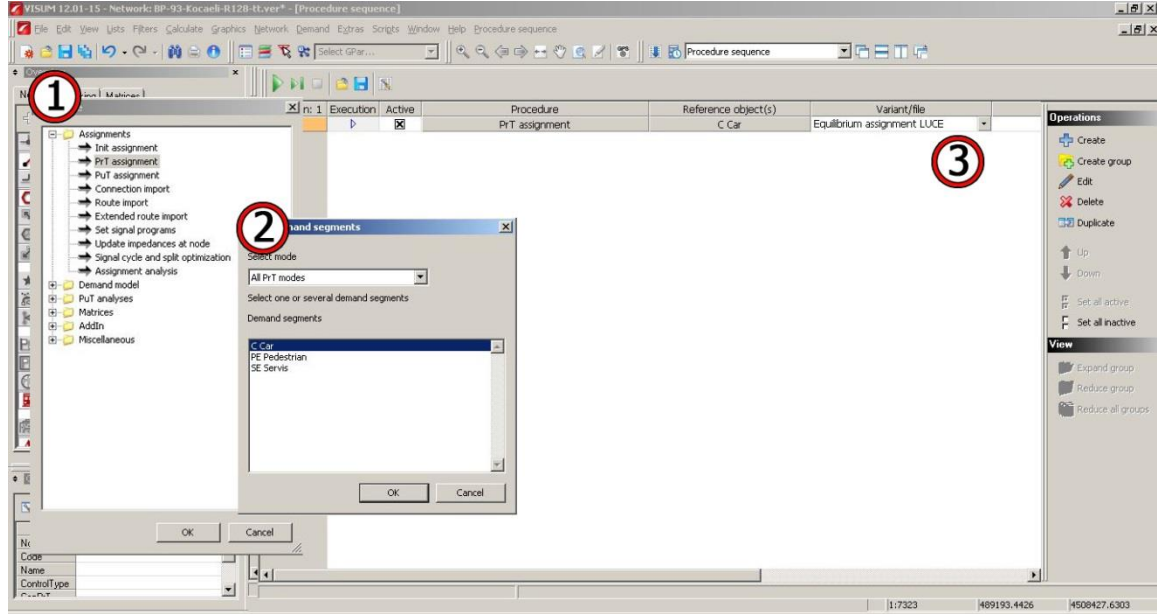 VISUM 12.01-15 - Network: BP-93-Kocaeli-R128-tt.ver* - [Procedure sequence]
File Edit View Lists Filters Calculate Graphics Network Demand Extras Scripts Window Help Procedure sequence
Select GPar...
Procedure sequence
Matrices
1
n: 1 Execution Active Procedure Reference object(s) Variant/file
PrT assignment C Car Equilibrium assignment LUCE
3
Assignments
Init assignment
PrT assignment
PuT assignment
Connection import
Route import
Extended route import
Set signal programs
Update impedances at node
Signal cycle and split optimization
Assignment analysis
Demand model
PuT analyses
Matrices
AddIn
Miscellaneous
OK Cancel
2
and segments
Select mode
All PrT modes
Select one or several demand segments
Demand segments
C Car
PE Pedestrian
SE Servis
OK Cancel
Operations
Create
Create group
Edit
Delete
Duplicate
Up
Down
Set all active
Set all inactive
View
Expand group
Reduce group
Reduce all groups
Code
Name
ControlType
1:7323 489193.4426 4508427.6303